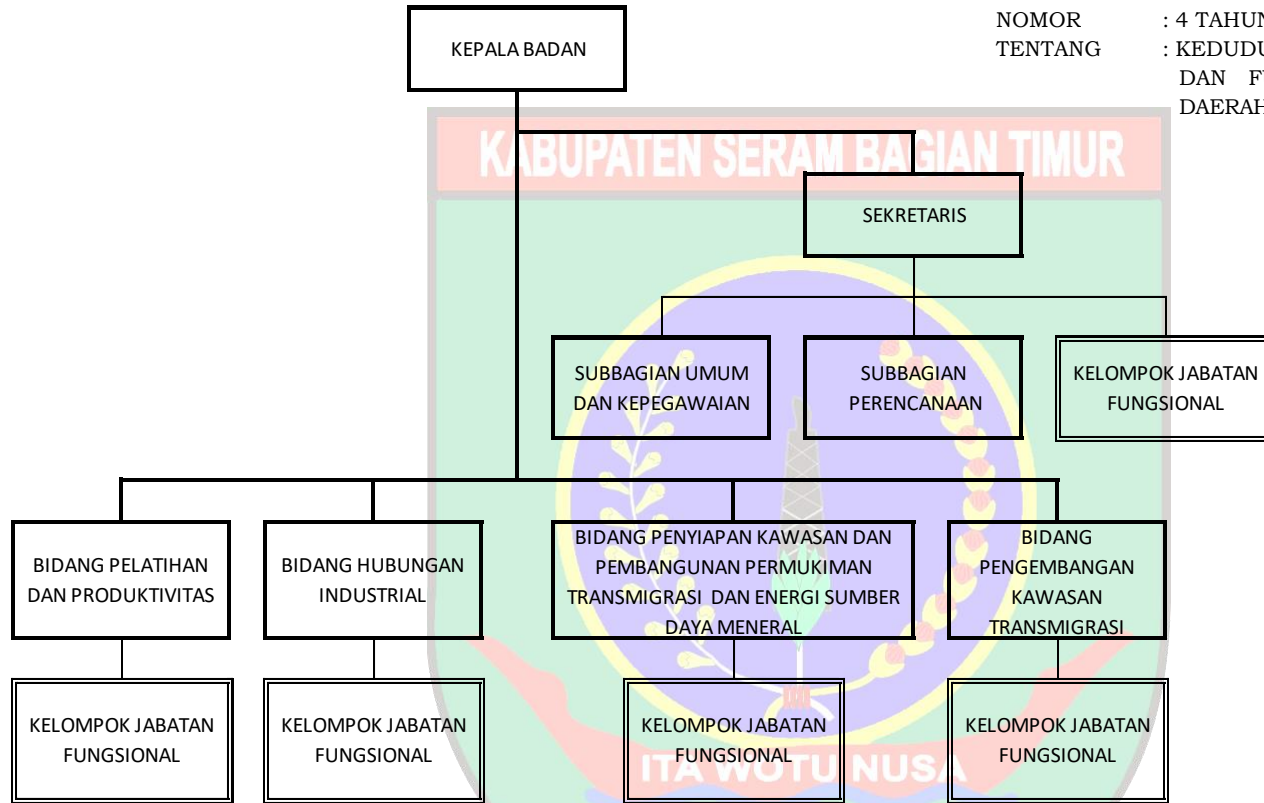 NOMOR : 4 TAHUN
TENTANG : KEDUDU
DAN FU
DAERAH
KEPALA BADAN
KABUPATEN SERAM BAGIAN TIMUR
SEKRETARIS
SUBBAGIAN UMUM
DAN KEPEGAWAIAN
SUBBAGIAN
PERENCANAAN
KELOMPOK JABATAN
FUNGSIONAL
BIDANG PELATIHAN
DAN PRODUKTIVITAS
BIDANG HUBUNGAN
INDUSTRIAL
BIDANG PENYIAPAN KAWASAN DAN
PEMBANGUNAN PERMUKIMAN
TRANSMIGRASI DAN ENERGI SUMBER
DAYA MENERAL
BIDANG
PENGEMBANGAN
KAWASAN
TRANSMIGRASI
KELOMPOK JABATAN
FUNGSIONAL
KELOMPOK JABATAN
FUNGSIONAL
KELOMPOK JABATAN
FUNGSIONAL
KELOMPOK JABATAN
FUNGSIONAL
ITA WOTU NUSA